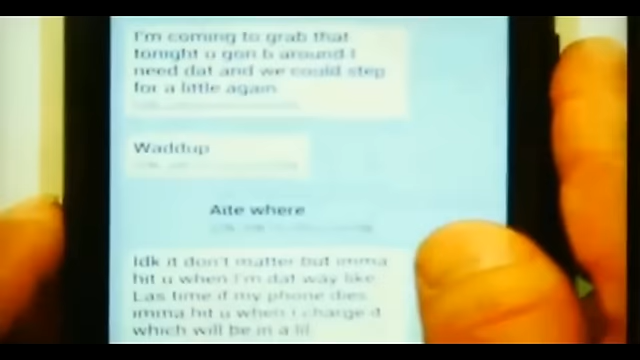 I'm coming to grab that
tonight u gon b around I
need dat and we could step
for a little again
Waddup
Aite where
Idk it don't matter but imma
hit u when I'm dat way like
Las time if my phone dies
imma hit u when I charge it
which will be in a lil